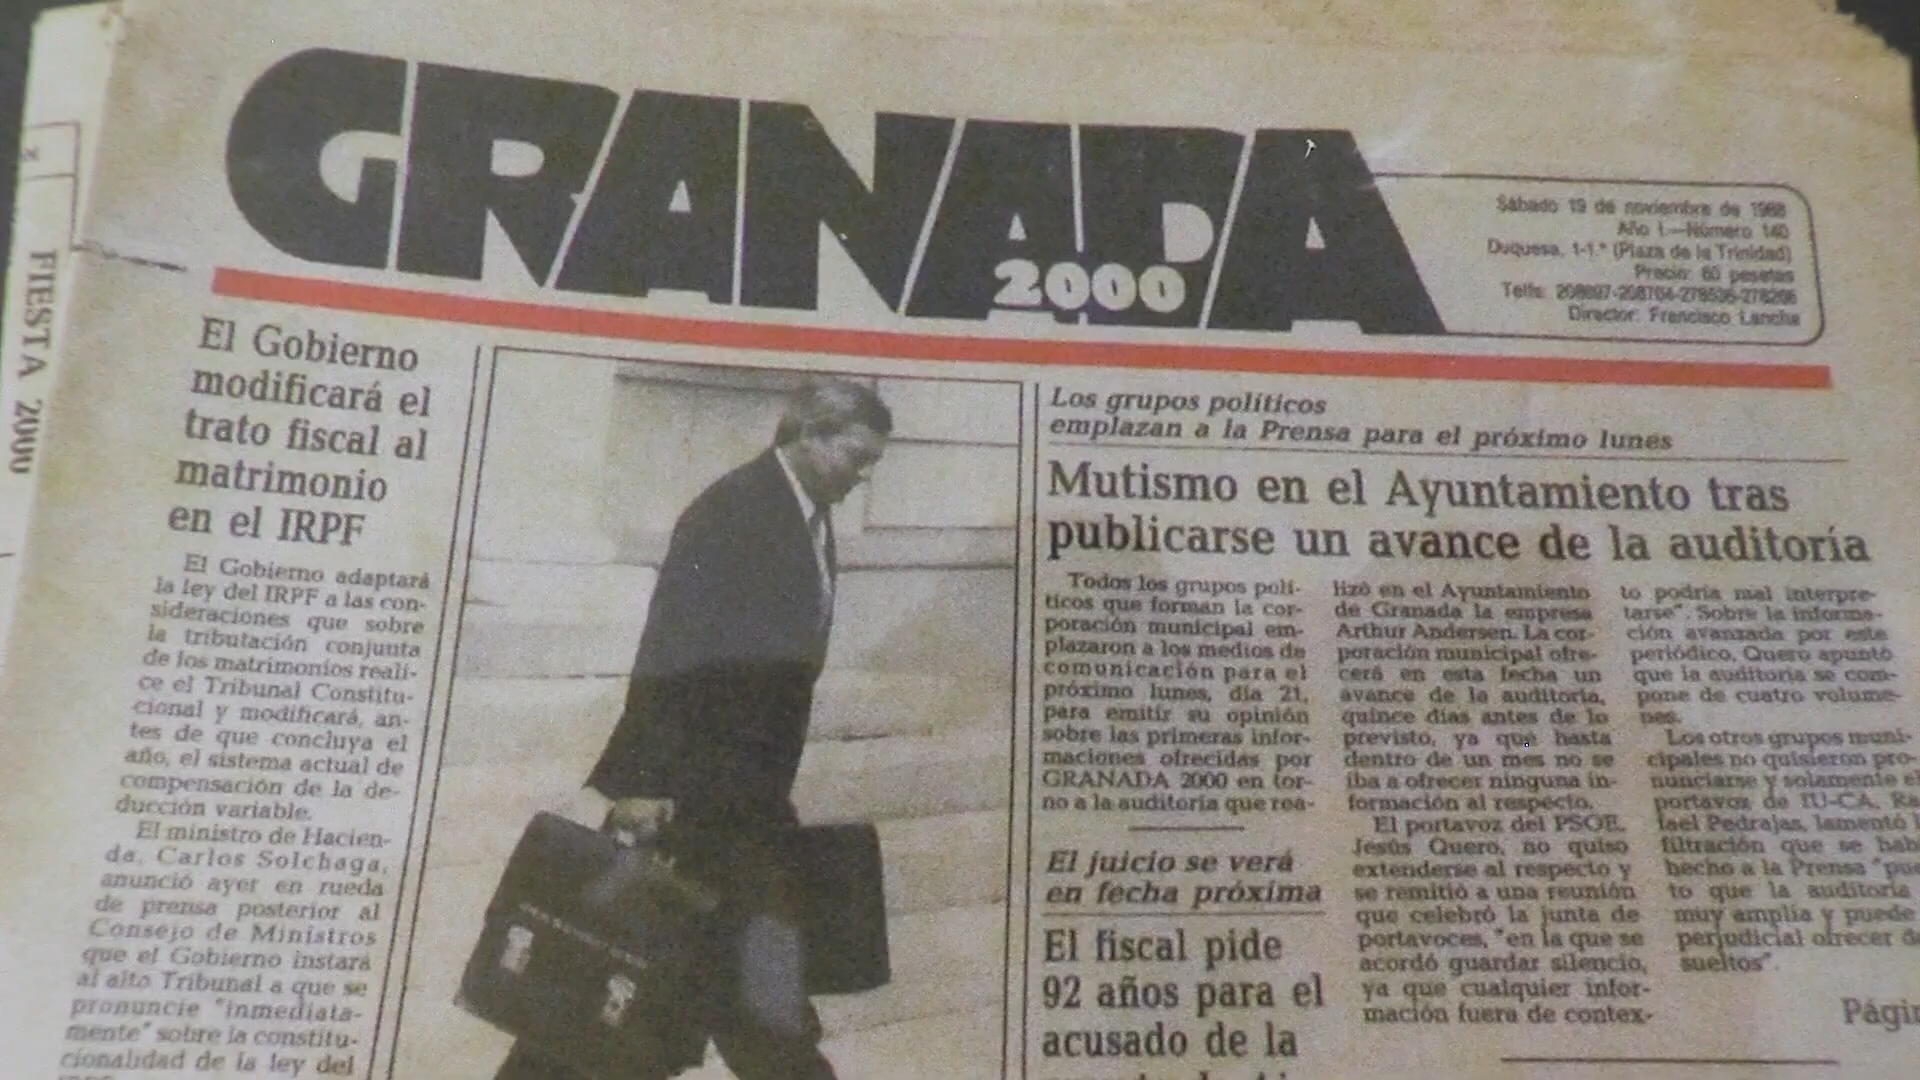 FIESTA 2000
GRANADA
2000
Sábado 19 de noviembre de 1988
Año I.—Número 140
Duquesa, 1-1.º (Plaza de la Trinidad)
Precio: 60 pesetas
Director: Francisco Lancha
El Gobierno
modificará el
trato fiscal al
matrimonio
en el IRPF
El Gobierno adaptará
la ley del IRPF a las con-
sideraciones que sobre
la tributación conjunta
de los matrimonios reali-
ce el Tribunal Constitu-
cional y modificará, an-
tes de que concluya el
año, el sistema actual de
compensación de la de-
ducción variable.
El ministro de Hacien-
da, Carlos Solchaga,
anunció ayer en rueda
de prensa posterior al
Consejo de Ministros
que el Gobierno instará
al alto Tribunal a que se
pronuncie "inmediata-
mente" sobre la constitu-
cionalidad de la ley del
Los grupos políticos
emplazan a la Prensa para el próximo lunes
Mutismo en el Ayuntamiento tras
publicarse un avance de la auditoría
Todos los grupos polí-
ticos que forman la cor-
poración municipal em-
plazaron a los medios de
comunicación para el
próximo lunes, día 21,
para emitir su opinión
sobre las primeras infor-
maciones ofrecidas por
GRANADA 2000 en tor-
no a la auditoría que rea-
lizó en el Ayuntamiento
de Granada la empresa
Arthur Andersen. La cor-
poración municipal ofre-
cerá en esta fecha un
avance de la auditoría,
quince días antes de lo
previsto, ya que hasta
dentro de un mes no se
iba a ofrecer ninguna in-
formación al respecto.
El portavoz del PSOE,
Jesús Quero, no quiso
extenderse al respecto y
se remitió a una reunión
que celebró la junta de
portavoces, "en la que se
acordó guardar silencio,
ya que cualquier infor-
mación fuera de contex-
to podría mal interpre-
tarse". Sobre la informa-
ción avanzada por este
periódico, Quero apuntó
que la auditoría se com-
pone de cuatro volume-
nes.
Los otros grupos muni-
cipales no quisieron pro-
nunciarse y solamente el
portavoz de IU-CA, Ra
fael Pedrajas, lamentó l
filtración que se hab
hecho a la Prensa "pue
to que la auditoría
muy amplia y puede
perjudicial ofrecer d
sueltos".
Págin
El juicio se verá
en fecha próxima
El fiscal pide
92 años para el
acusado de la